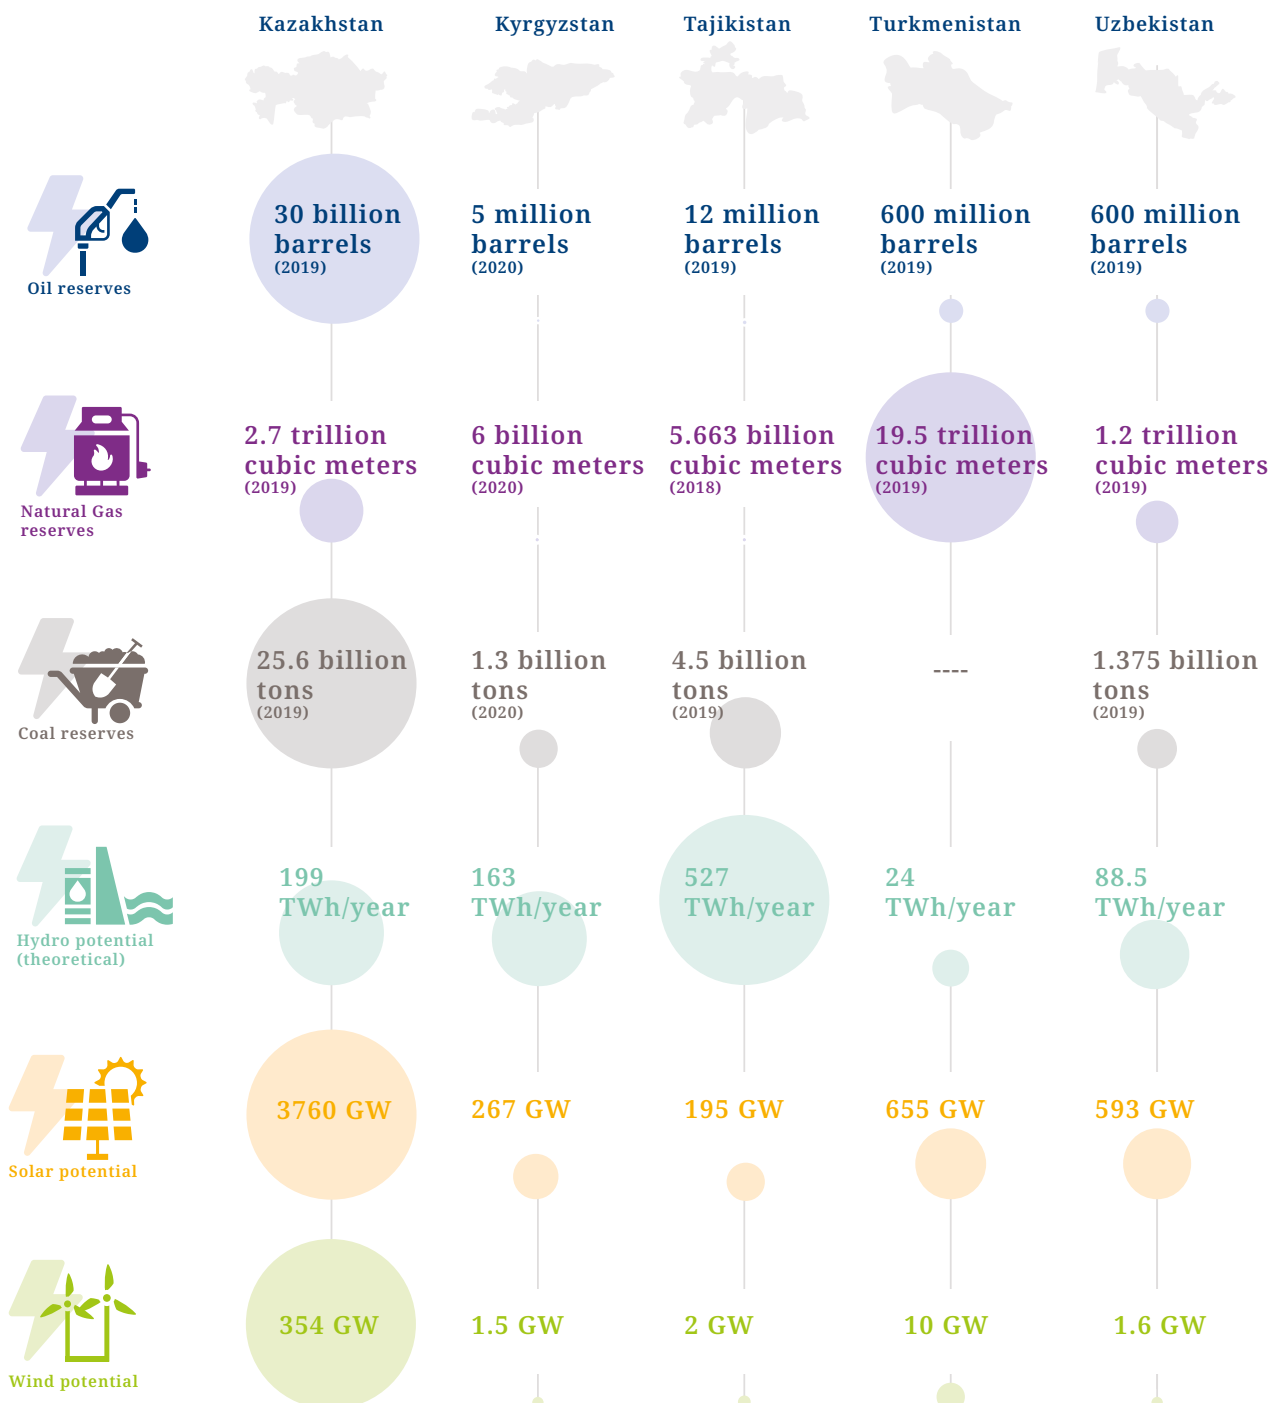 Kazakhstan
Kyrgyzstan
Tajikistan
Turkmenistan
Uzbekistan
Oil reserves
30 billion
barrels
(2019)
5 million
barrels
(2020)
12 million
barrels
(2019)
600 million
barrels
(2019)
600 million
barrels
(2019)
Natural Gas
reserves
2.7 trillion
cubic meters
(2019)
6 billion
cubic meters
(2020)
5.663 billion
cubic meters
(2018)
19.5 trillion
cubic meters
(2019)
1.2 trillion
cubic meters
(2019)
Coal reserves
25.6 billion
tons
(2019)
1.3 billion
tons
(2020)
4.5 billion
tons
(2019)
----
1.375 billion
tons
(2019)
Hydro potential
(theoretical)
199
TWh/year
163
TWh/year
527
TWh/year
24
TWh/year
88.5
TWh/year
Solar potential
3760 GW
267 GW
195 GW
655 GW
593 GW
Wind potential
354 GW
1.5 GW
2 GW
10 GW
1.6 GW